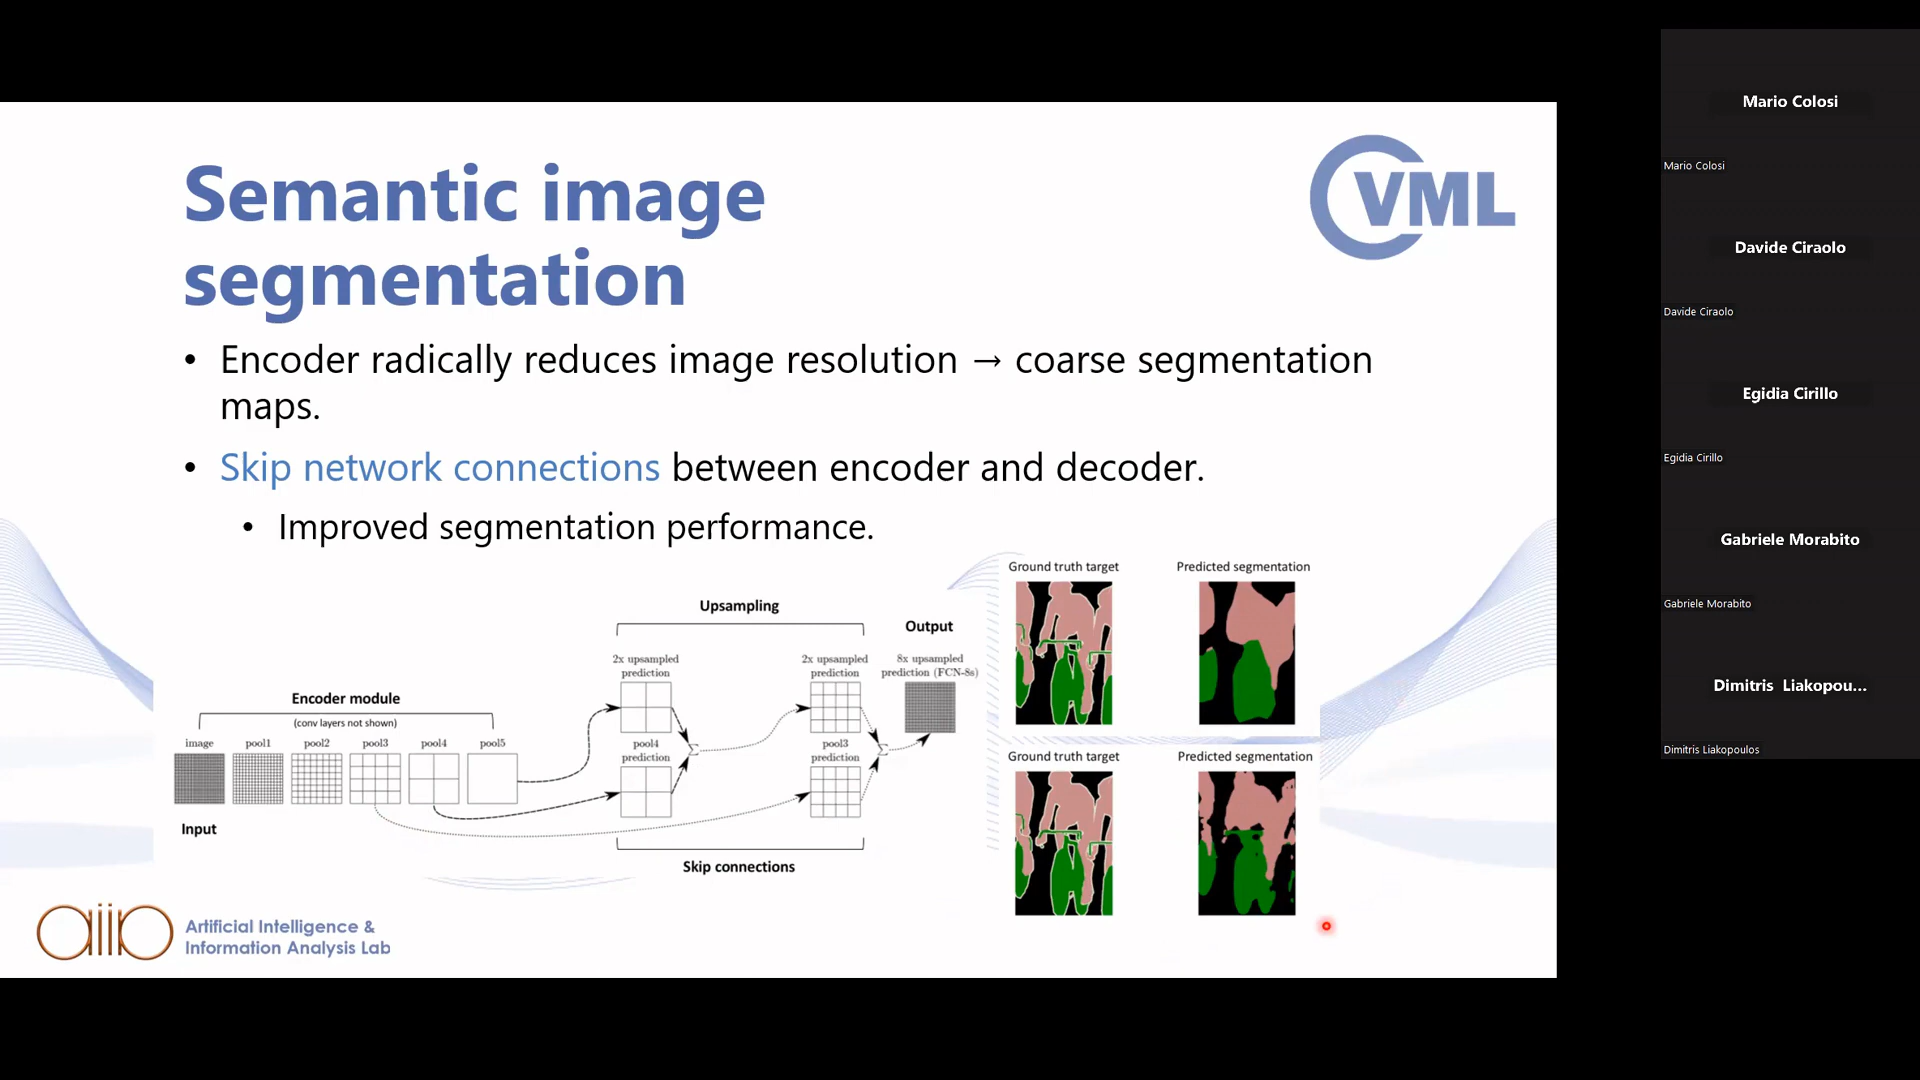 Semantic image
segmentation
VML
• Encoder radically reduces image resolution → coarse segmentation
maps.
• Skip network connections between encoder and decoder.
• Improved segmentation performance.
Upsampling
Output
2x upsampled
prediction
2x upsampled
prediction
8x upsampled
prediction (FCN-8s)
Encoder module
(conv layers not shown)
image pool1 pool2 pool3 pool4 pool5
pool4
prediction
pool3
prediction
Input
Skip connections
Ground truth target Predicted segmentation
Ground truth target Predicted segmentation
aiia
Artificial Intelligence &
Information Analysis Lab
Mario Colosi
Mario Colosi
Davide Ciraolo
Davide Ciraolo
Egidia Cirillo
Egidia Cirillo
Gabriele Morabito
Gabriele Morabito
Dimitris Liakopou...
Dimitris Liakopoulos